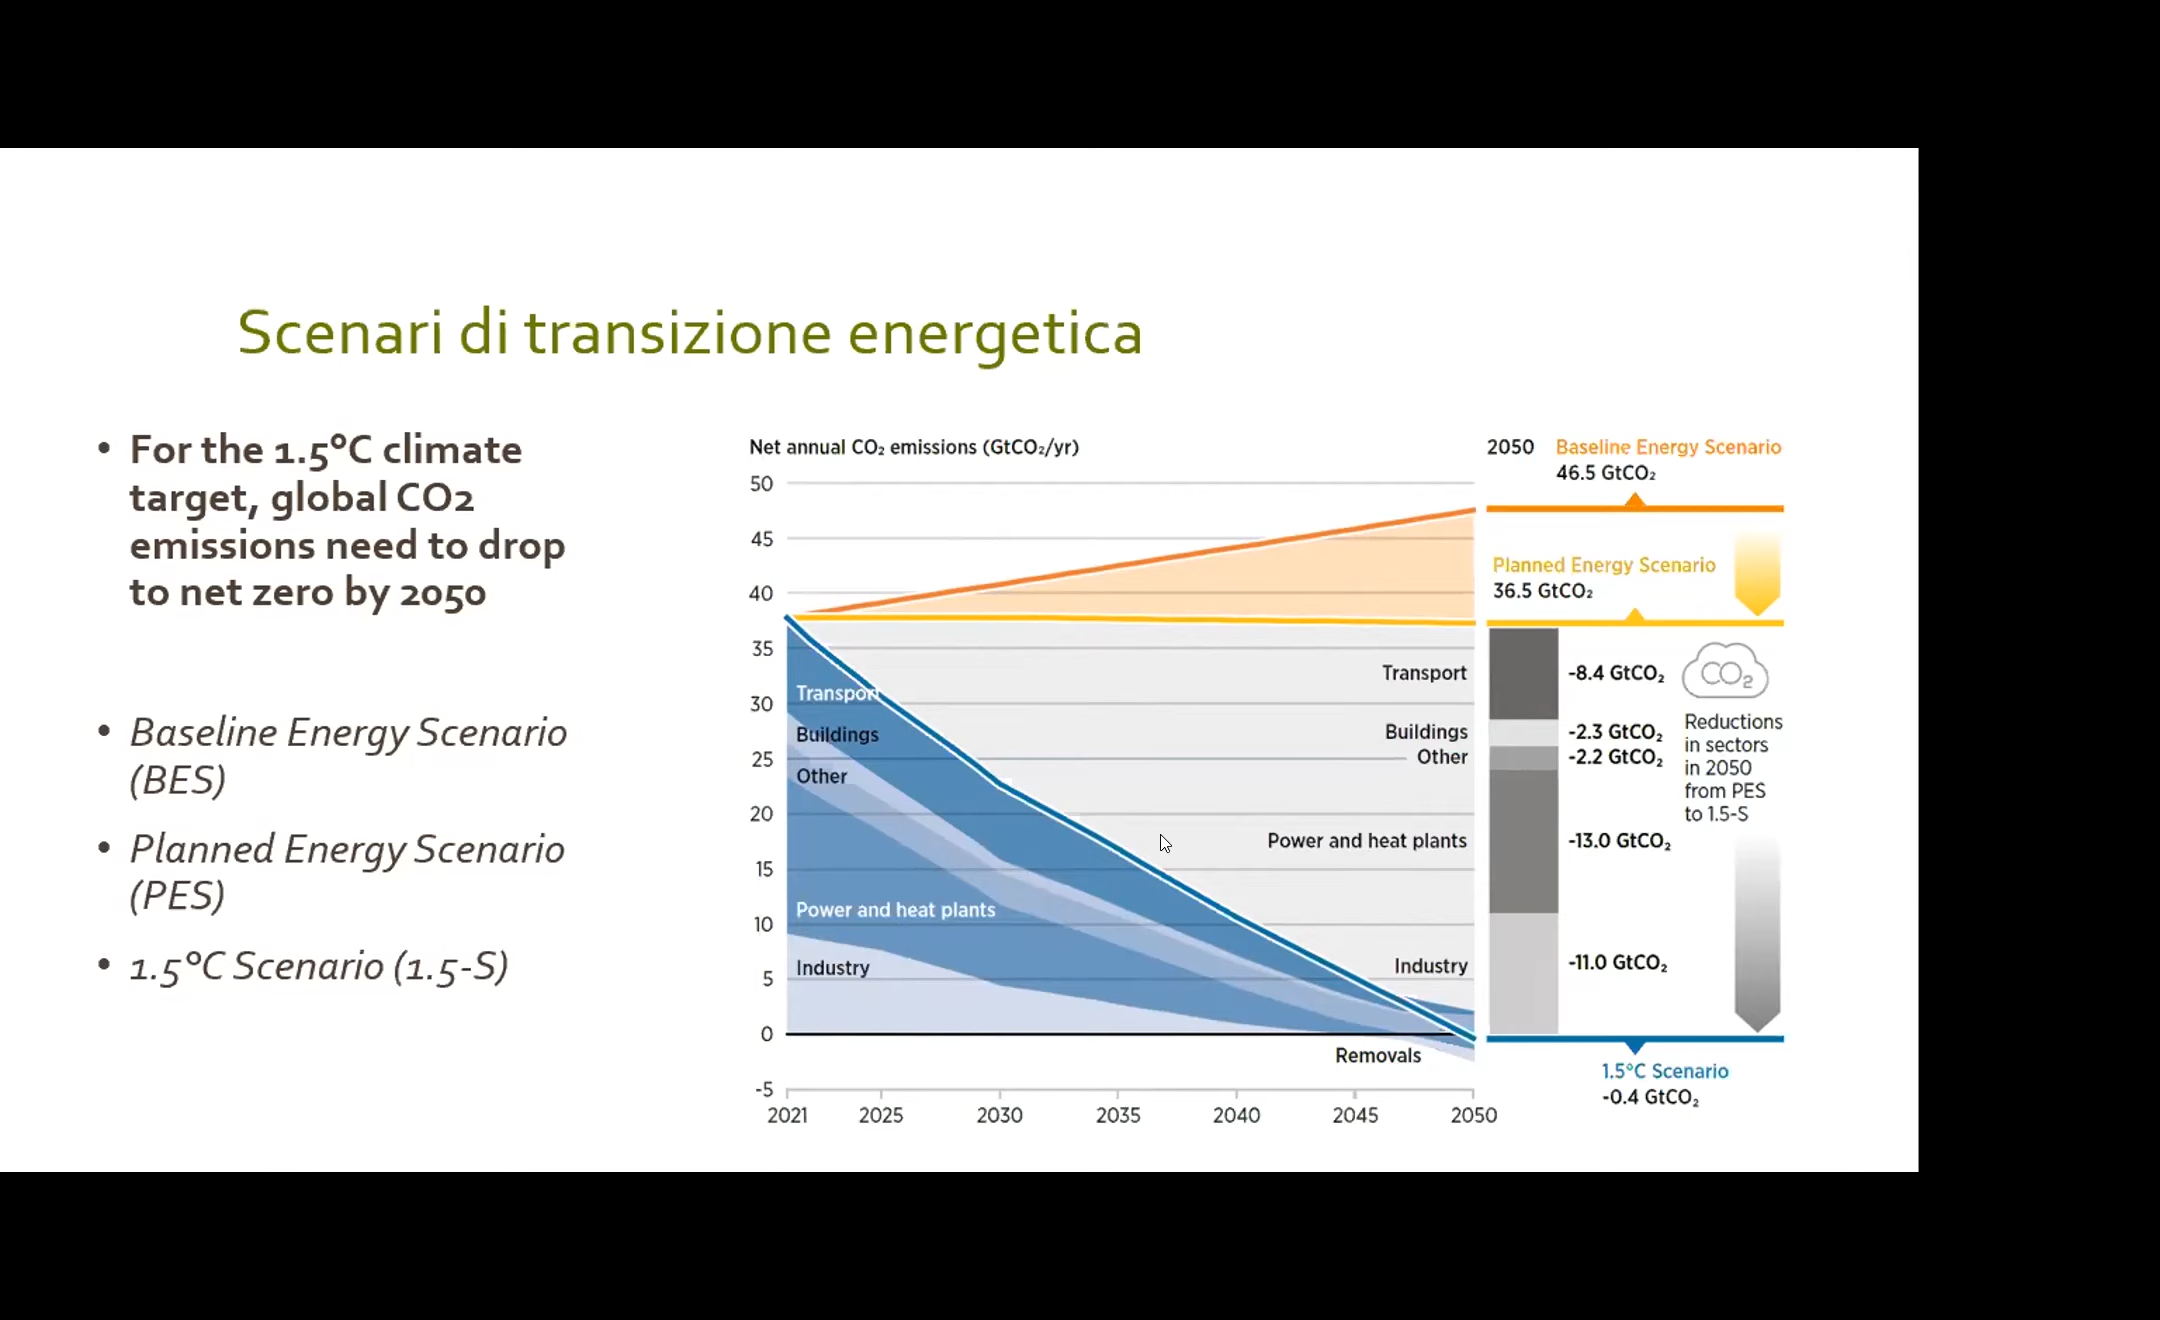 Scenari di transizione energetica
• For the 1.5°C climate
target, global CO2
emissions need to drop
to net zero by 2050
• Baseline Energy Scenario
(BES)
• Planned Energy Scenario
(PES)
• 1.5°C Scenario (1.5-S)
Net annual CO₂ emissions (GtCO₂/yr)
50
45
40
35
30
25
20
15
10
5
0
-5
2021 2025 2030 2035 2040 2045 2050
Transport
Buildings
Other
Power and heat plants
Industry
Transport
Buildings
Other
Power and heat plants
Industry
Removals
2050 Baseline Energy Scenario
46.5 GtCO₂
Planned Energy Scenario
36.5 GtCO₂
-8.4 GtCO₂
-2.3 GtCO₂
-2.2 GtCO₂
-13.0 GtCO₂
-11.0 GtCO₂
CO₂
Reductions
in sectors
in 2050
from PES
to 1.5-S
1.5°C Scenario
-0.4 GtCO₂